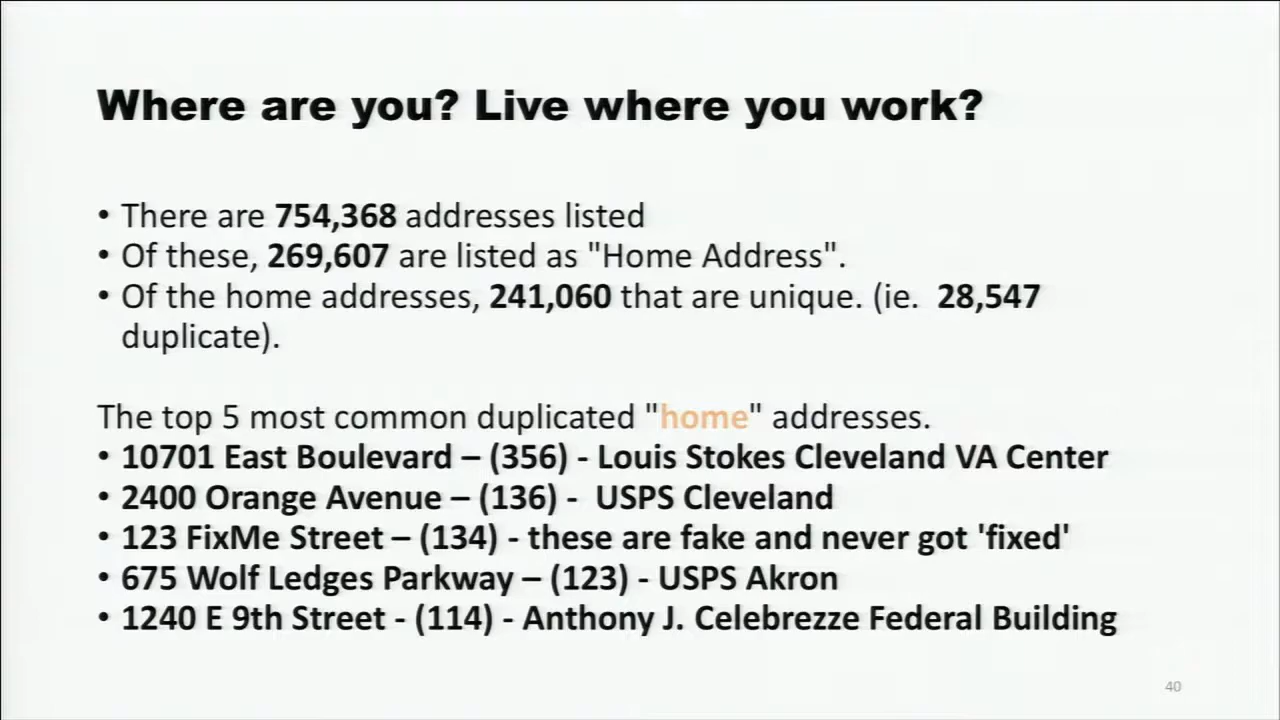 Where are you? Live where you work?
• There are 754,368 addresses listed
• Of these, 269,607 are listed as "Home Address".
• Of the home addresses, 241,060 that are unique. (ie.  28,547
duplicate).
The top 5 most common duplicated "home" addresses.
• 10701 East Boulevard – (356) - Louis Stokes Cleveland VA Center
• 2400 Orange Avenue – (136) -  USPS Cleveland
• 123 FixMe Street – (134) - these are fake and never got 'fixed'
• 675 Wolf Ledges Parkway – (123) - USPS Akron
• 1240 E 9th Street - (114) - Anthony J. Celebrezze Federal Building
40